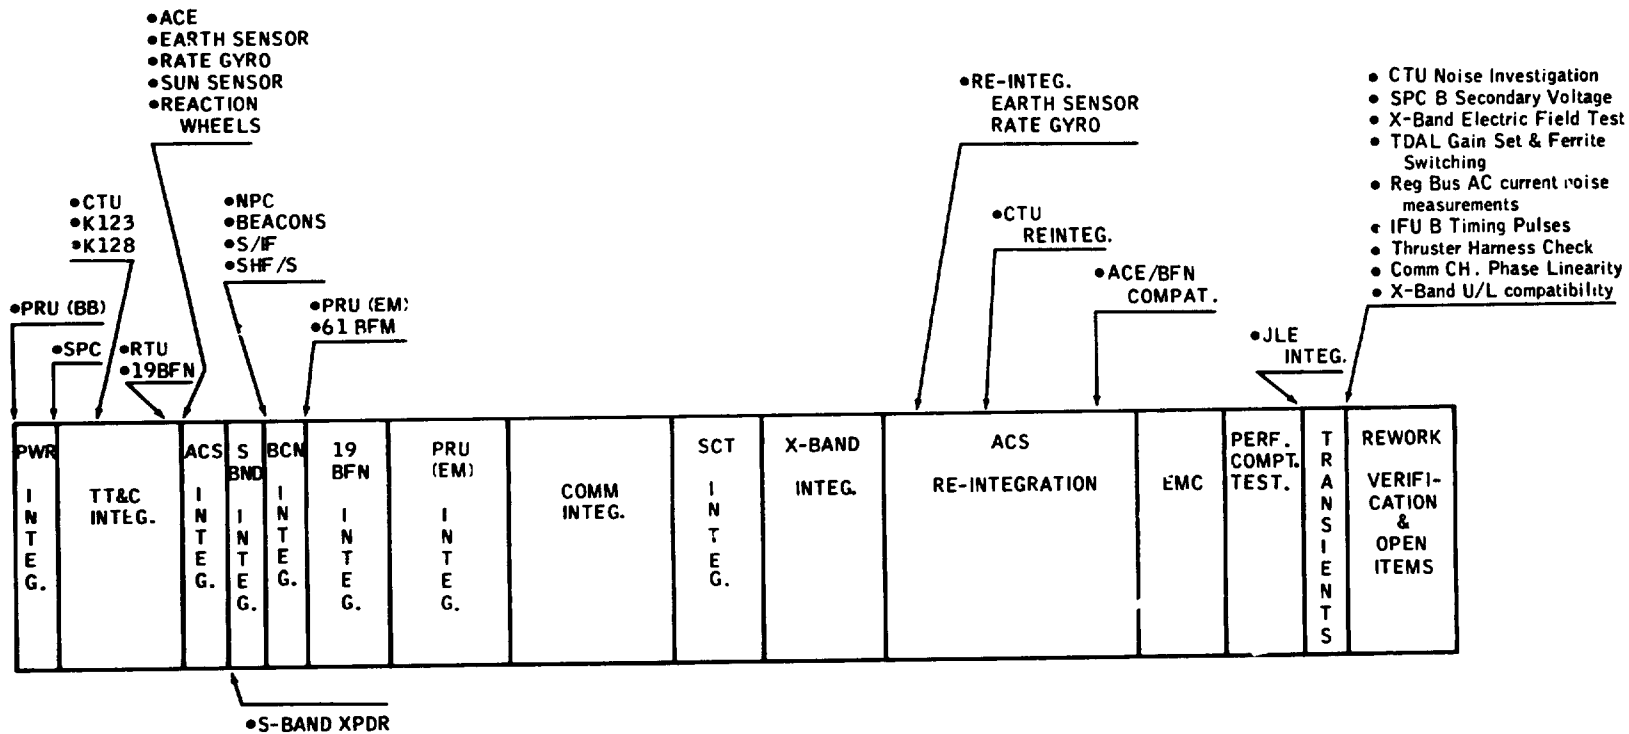 ●ACE
●EARTH SENSOR
●RATE GYRO
●SUN SENSOR
●REACTION
WHEELS
●RE-INTEG.
EARTH SENSOR
RATE GYRO
● CTU Noise Investigation
● SPC B Secondary Voltage
● X-Band Electric Field Test
● TDAL Gain Set & Ferrite
Switching
● Reg Bus AC current noise
measurements
● IFU B Timing Pulses
● Thruster Harness Check
● Comm CH. Phase Linearity
● X-Band U/L compatibility
●CTU
●K123
●K128
●NPC
●BEACONS
●S/IF
●SHF/S
●CTU
REINTEG.
●ACE/BFN
COMPAT.
●PRU (BB)
●SPC
●RTU
●19BFN
●PRU (EM)
●61 BFM
●JLE
INTEG.
PWR
INTEG.
TT&C
INTEG.
ACS
INTEG.
S
BND
INTEG.
BCN
INTEG.
19
BFN
INTEG.
PRU
(EM)
INTEG.
COMM
INTEG.
SCT
INTEG.
X-BAND
INTEG.
ACS
RE-INTEGRATION
EMC
PERF.
COMPT.
TEST.
TRANSIENTS
REWORK
VERIFI-
CATION
&
OPEN
ITEMS
●S-BAND XPDR